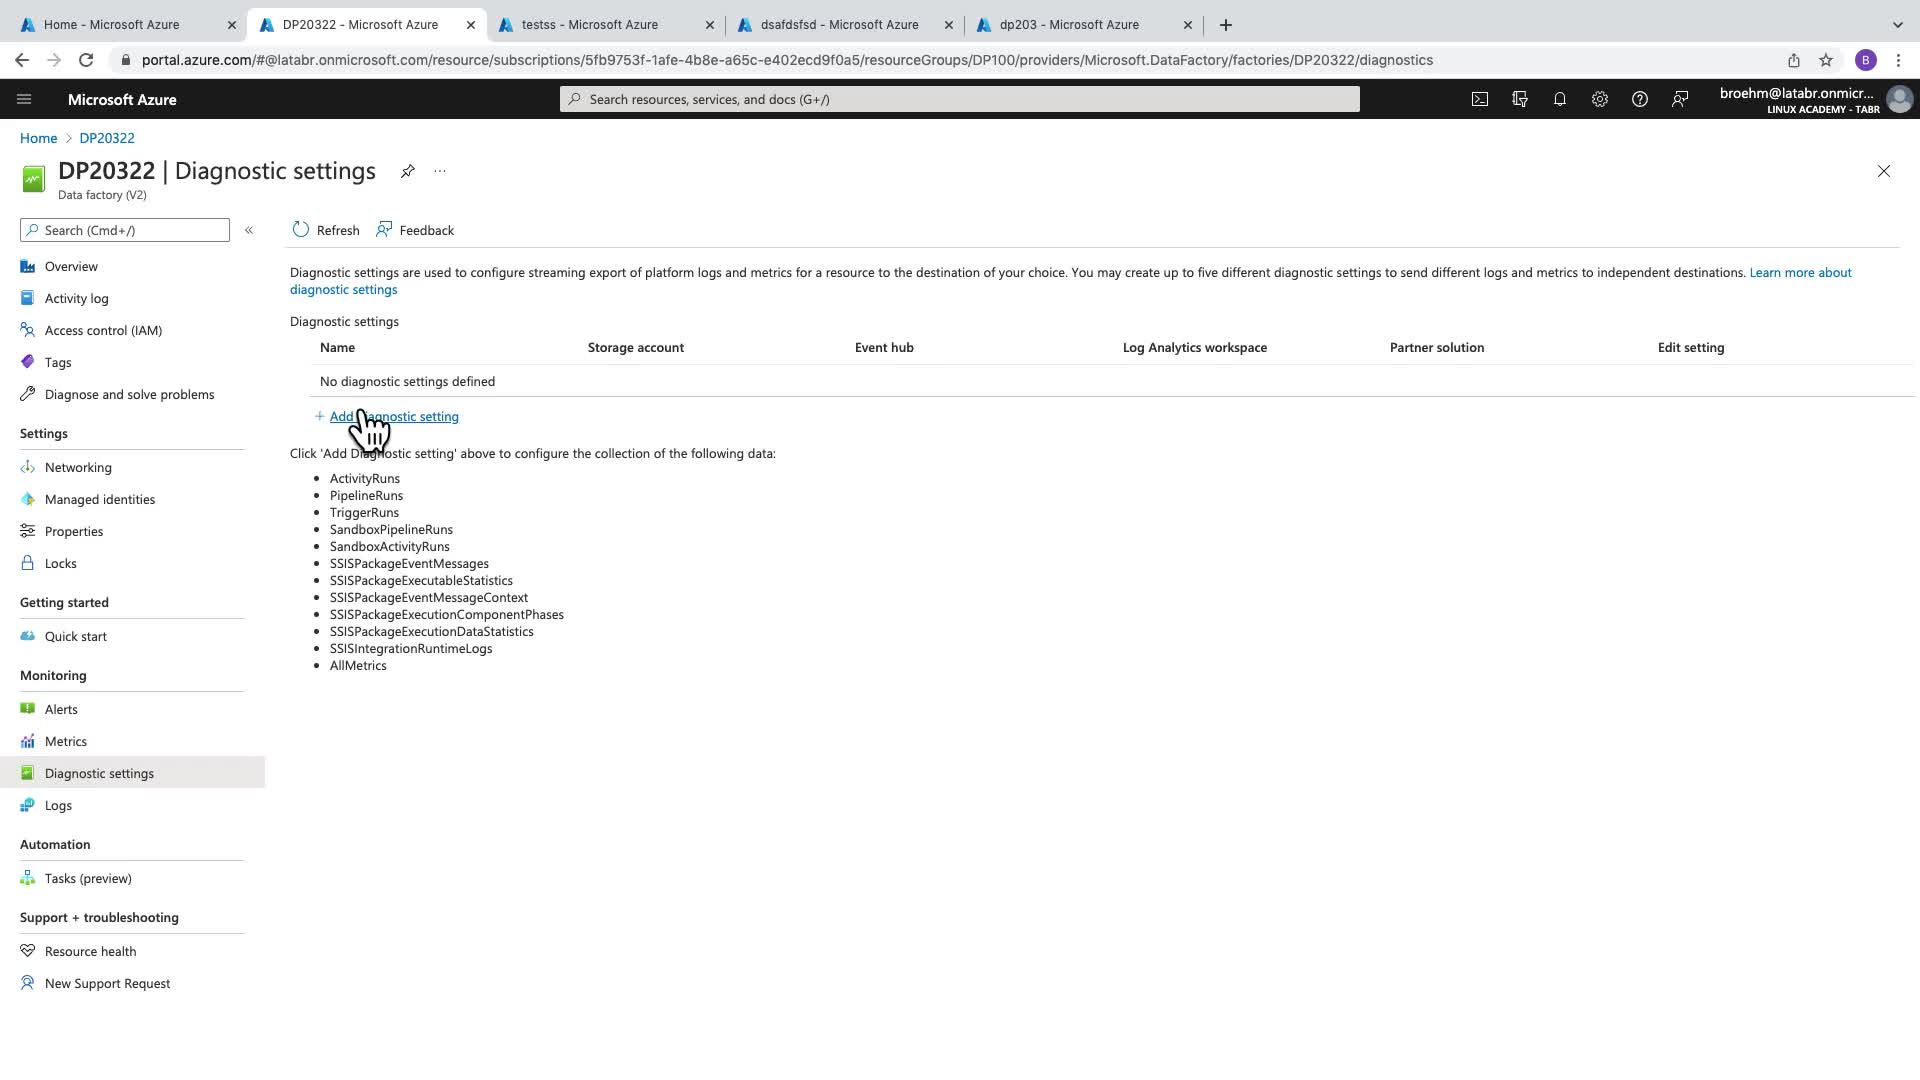 Home - Microsoft Azure
DP20322 - Microsoft Azure
testss - Microsoft Azure
dsafdsfsd - Microsoft Azure
dp203 - Microsoft Azure
portal.azure.com/#@latabr.onmicrosoft.com/resource/subscriptions/5fb9753f-1afe-4b8e-a65c-e402ecd9f0a5/resourceGroups/DP100/providers/Microsoft.DataFactory/factories/DP20322/diagnostics
B
Microsoft Azure
Search resources, services, and docs (G+/)
broehm@latabr.onmicr...
LINUX ACADEMY - TABR
Home > DP20322
DP20322 | Diagnostic settings
Data factory (V2)
Search (Cmd+/)
Refresh
Feedback
Overview
Activity log
Access control (IAM)
Tags
Diagnose and solve problems
Settings
Networking
Managed identities
Properties
Locks
Getting started
Quick start
Monitoring
Alerts
Metrics
Diagnostic settings
Logs
Automation
Tasks (preview)
Support + troubleshooting
Resource health
New Support Request
Diagnostic settings are used to configure streaming export of platform logs and metrics for a resource to the destination of your choice. You may create up to five different diagnostic settings to send different logs and metrics to independent destinations. Learn more about
diagnostic settings
Diagnostic settings
Name
Storage account
Event hub
Log Analytics workspace
Partner solution
Edit setting
No diagnostic settings defined
+ Add diagnostic setting
Click 'Add Diagnostic setting' above to configure the collection of the following data:
• ActivityRuns
• PipelineRuns
• TriggerRuns
• SandboxPipelineRuns
• SandboxActivityRuns
• SSISPackageEventMessages
• SSISPackageExecutableStatistics
• SSISPackageEventMessageContext
• SSISPackageExecutionComponentPhases
• SSISPackageExecutionDataStatistics
• SSISIntegrationRuntimeLogs
• AllMetrics